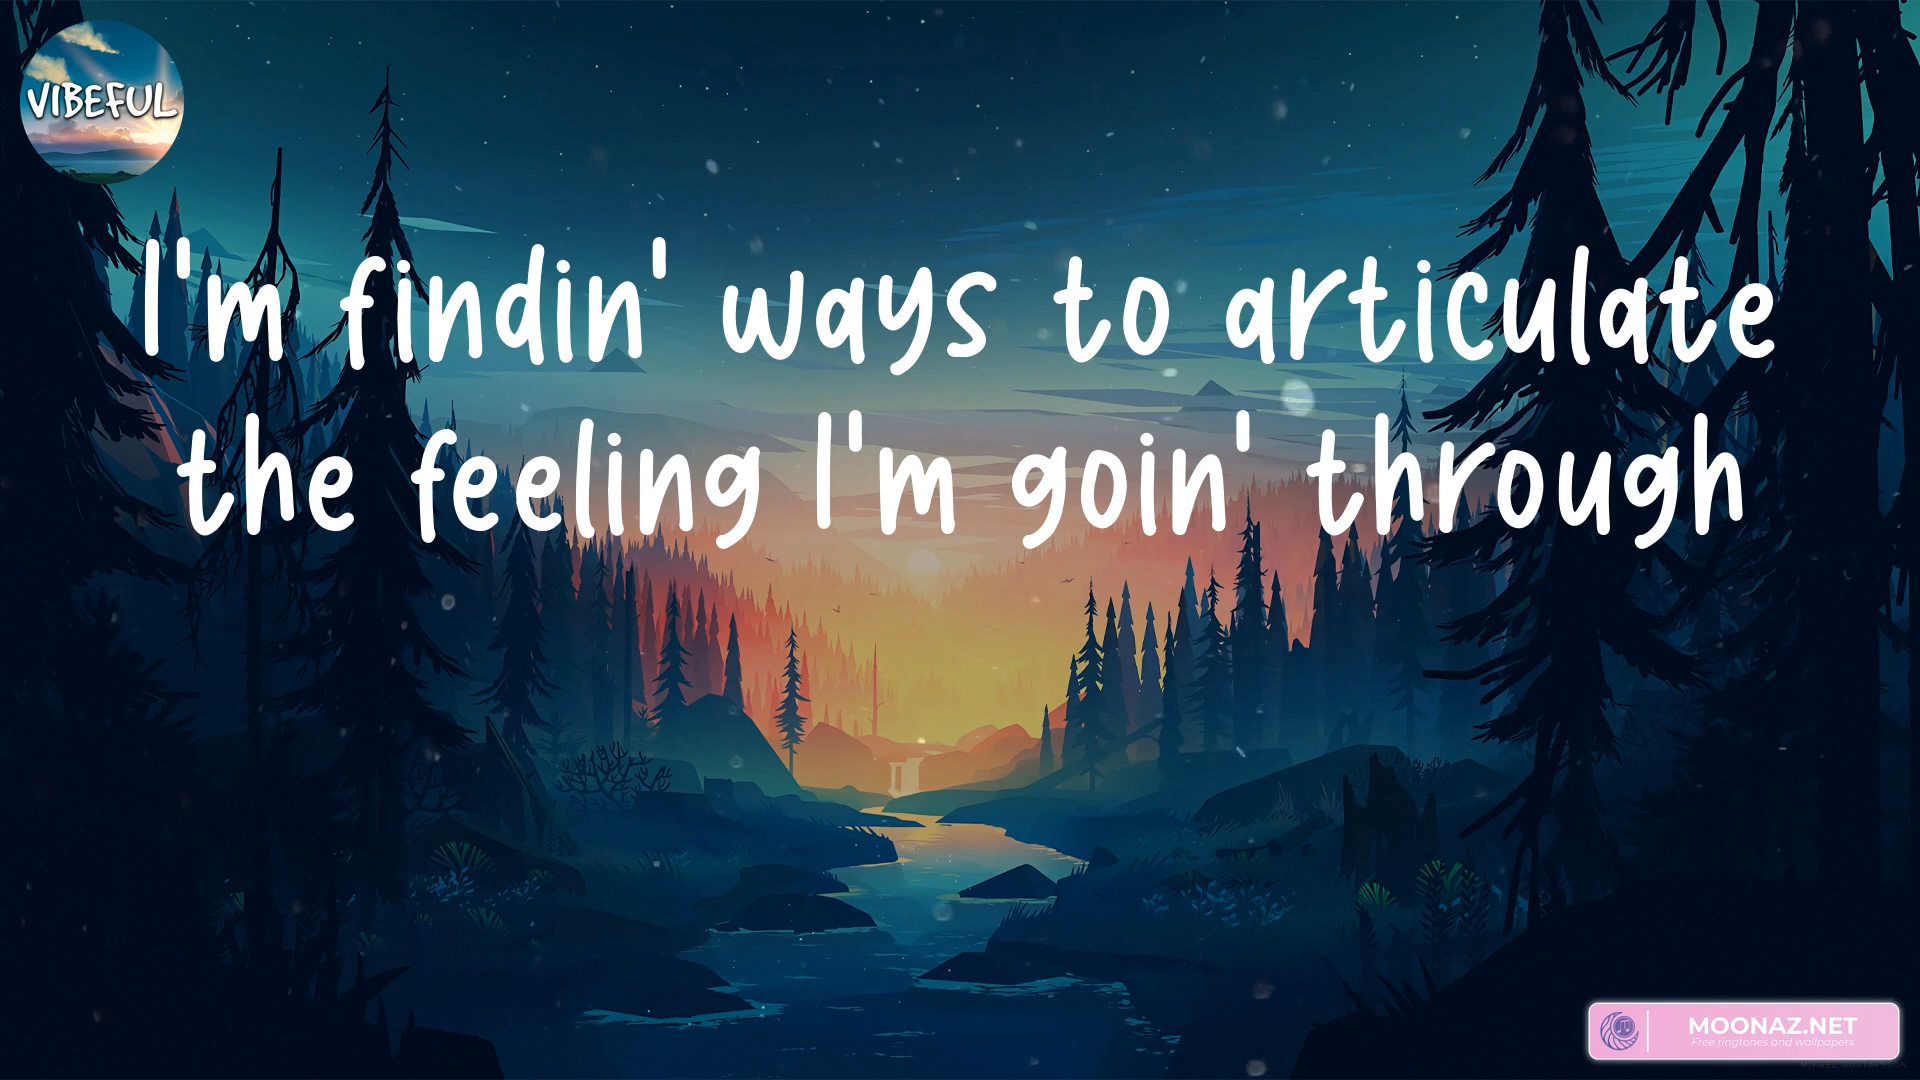 VIBEFUL
I'm findin' ways to articulate
the feeling I'm goin' through
MOONAZ.NET
Free ringtones and wallpapers